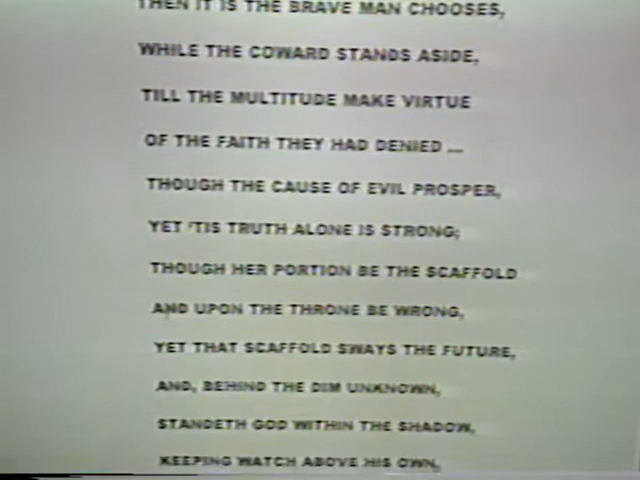 THEN IT IS THE BRAVE MAN CHOOSES,
WHILE THE COWARD STANDS ASIDE,
TILL THE MULTITUDE MAKE VIRTUE
OF THE FAITH THEY HAD DENIED ...
THOUGH THE CAUSE OF EVIL PROSPER,
YET 'TIS TRUTH ALONE IS STRONG;
THOUGH HER PORTION BE THE SCAFFOLD
AND UPON THE THRONE BE WRONG,
YET THAT SCAFFOLD SWAYS THE FUTURE,
AND, BEHIND THE DIM UNKNOWN,
STANDETH GOD WITHIN THE SHADOW,
KEEPING WATCH ABOVE HIS OWN.